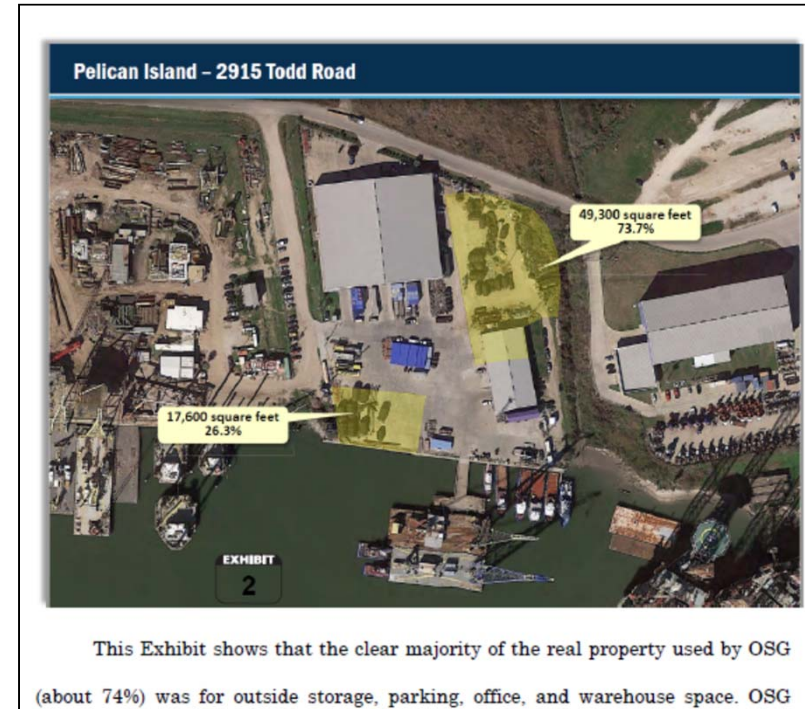 Pelican Island – 2915 Todd Road
49,300 square feet
73.7%
17,600 square feet
26.3%
EXHIBIT
2
This Exhibit shows that the clear majority of the real property used by OSG
(about 74%) was for outside storage, parking, office, and warehouse space. OSG